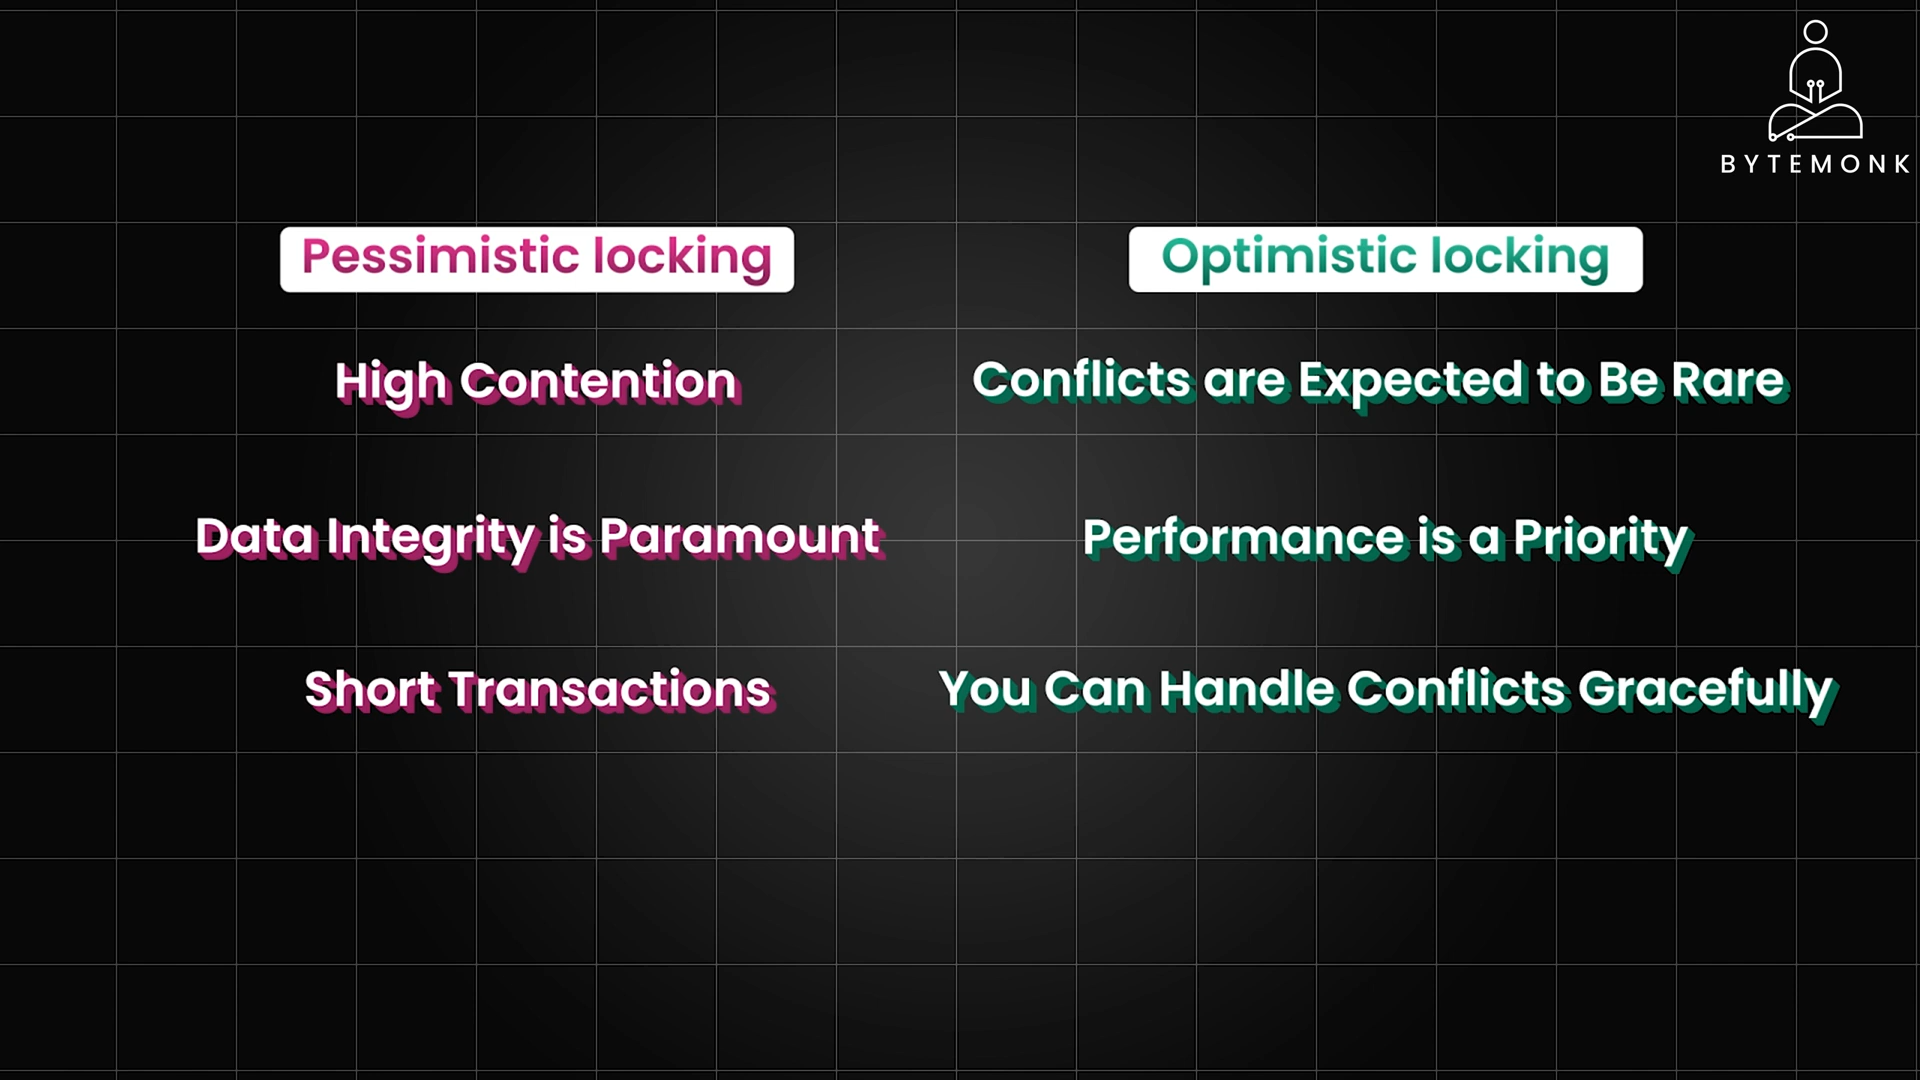 BYTEMONK
Pessimistic locking
High Contention
Data Integrity is Paramount
Short Transactions
Optimistic locking
Conflicts are Expected to Be Rare
Performance is a Priority
You Can Handle Conflicts Gracefully